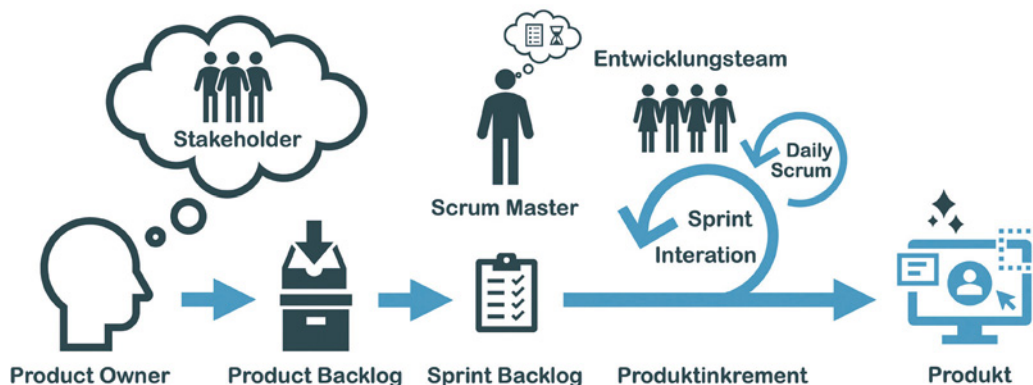 Stakeholder
Entwicklungsteam
Daily
Scrum
Scrum Master
Sprint
Interation
Product Owner
Product Backlog
Sprint Backlog
Produktinkrement
Produkt